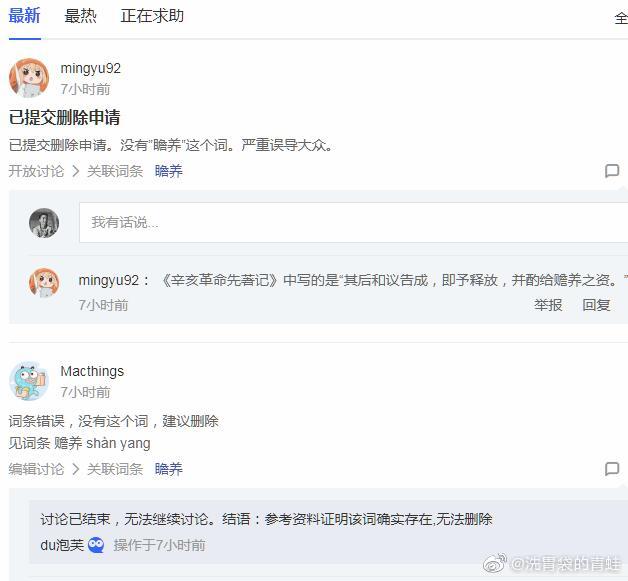 最新 最热 正在求助 全
mingyu92
7小时前
已提交删除申请
已提交删除申请。没有"瞻养"这个词。严重误导大众。
开放讨论 > 关联词条 瞻养
我有话说...
mingyu92：《辛亥革命先著记》中写的是“其后和议告成，即予释放，并酌给赡养之资。”
7小时前 举报 回复
Macthings
7小时前
词条错误，没有这个词，建议删除
见词条 赡养 shàn yang
编辑讨论 > 关联词条 瞻养
讨论已结束，无法继续讨论。结语：参考资料证明该词确实存在,无法删除
du泡芙 操作于7小时前
@洗胃袋的青蛙